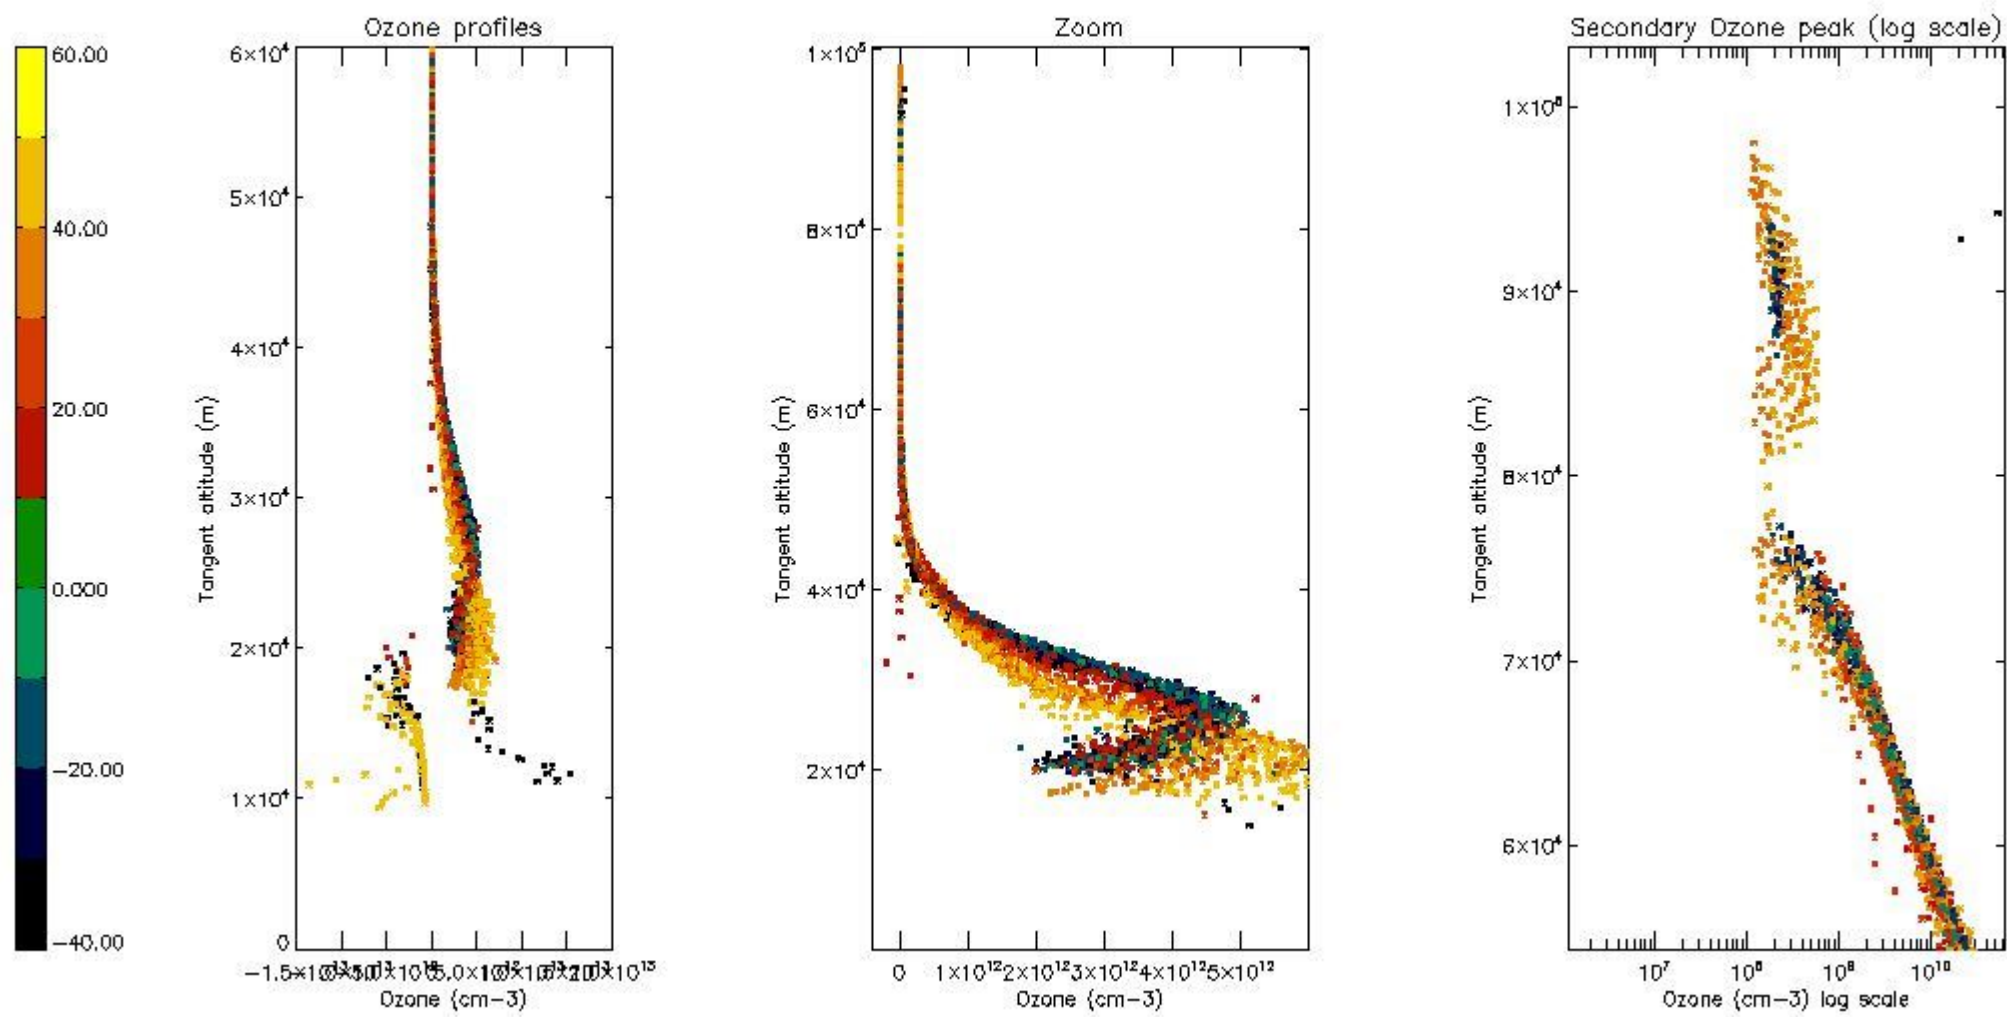 Ozone profiles
Zoom
Secondary Ozone peak (log scale)
60.00
40.00
20.00
0.000
-20.00
-40.00
6×10⁴
5×10⁴
4×10⁴
3×10⁴
2×10⁴
1×10⁴
0
Tangent altitude (m)
Ozone (cm-3)
1×10⁵
8×10⁴
6×10⁴
4×10⁴
2×10⁴
Tangent altitude (m)
0 1×10¹² 2×10¹² 3×10¹² 4×10¹² 5×10¹²
Ozone (cm-3)
9×10⁴
8×10⁴
7×10⁴
6×10⁴
Tangent altitude (m)
10⁷ 10⁸ 10⁹ 10¹⁰
Ozone (cm-3) log scale